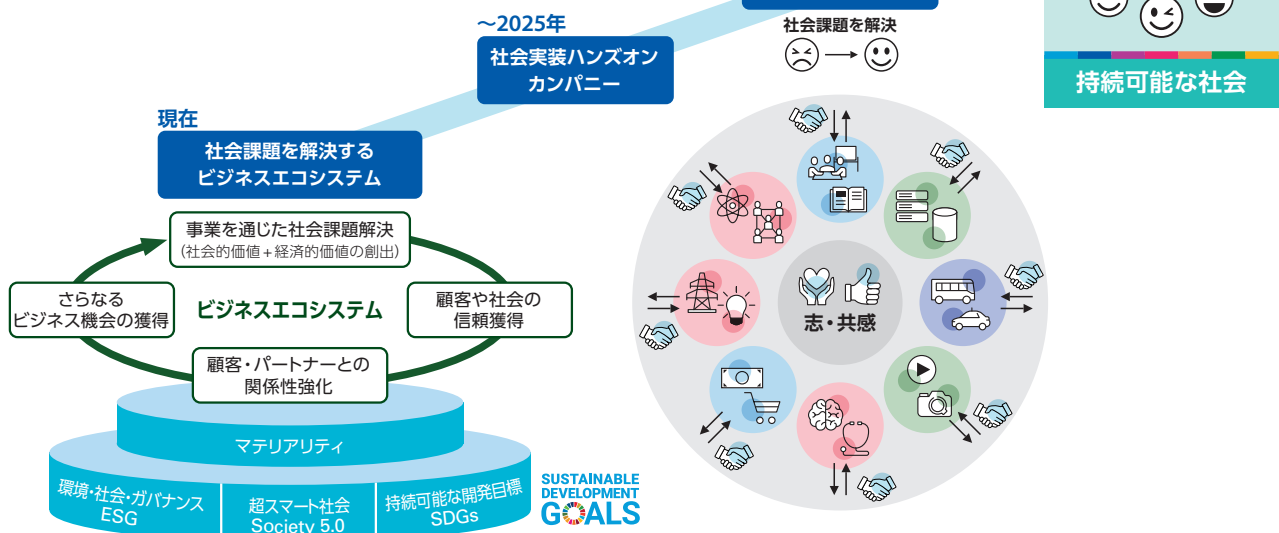 ～2025年
社会実装ハンズオン
カンパニー
社会課題を解決
持続可能な社会
現在
社会課題を解決する
ビジネスエコシステム
事業を通じた社会課題解決
(社会的価値+経済的価値の創出)
さらなる
ビジネス機会の獲得
ビジネスエコシステム
顧客や社会の
信頼獲得
顧客・パートナーとの
関係性強化
マテリアリティ
環境・社会・ガバナンス
ESG
超スマート社会
Society 5.0
持続可能な開発目標
SDGs
SUSTAINABLE
DEVELOPMENT
GOALS
志・共感